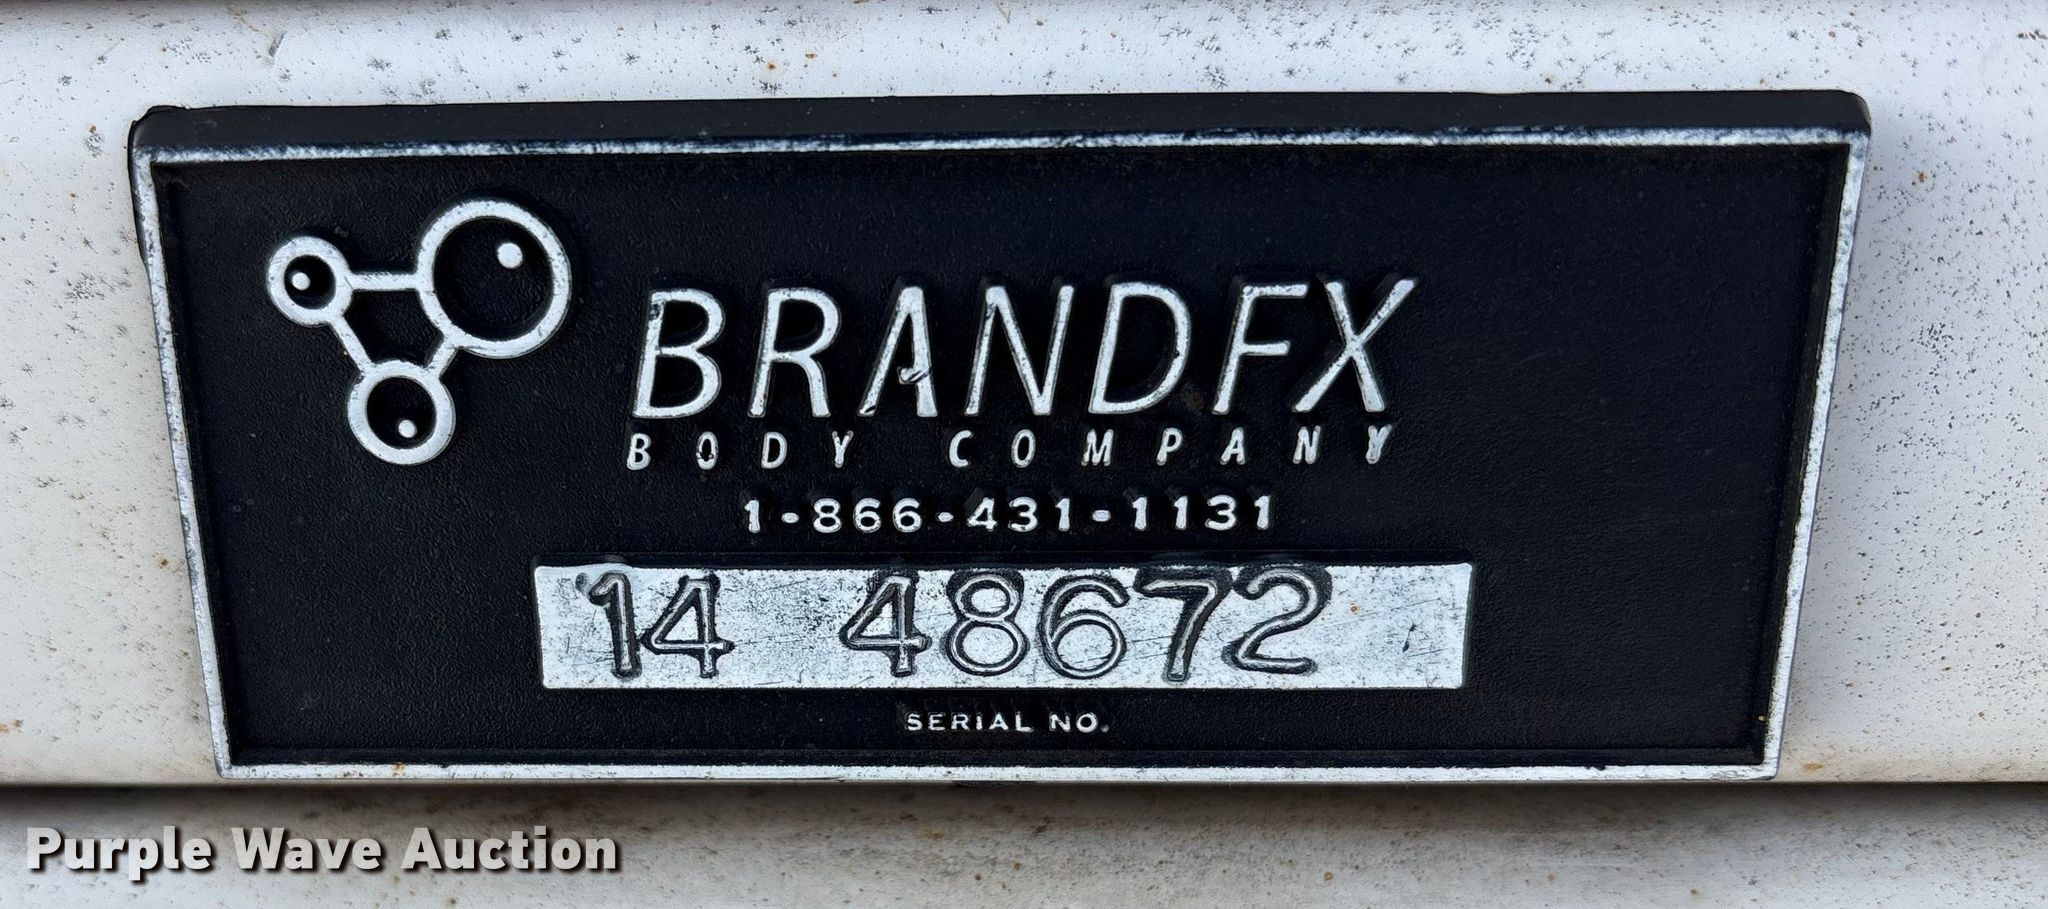 BRANDFX
BODY COMPANY
1-866-431-1131
14 48672
SERIAL NO.
Purple Wave Auction